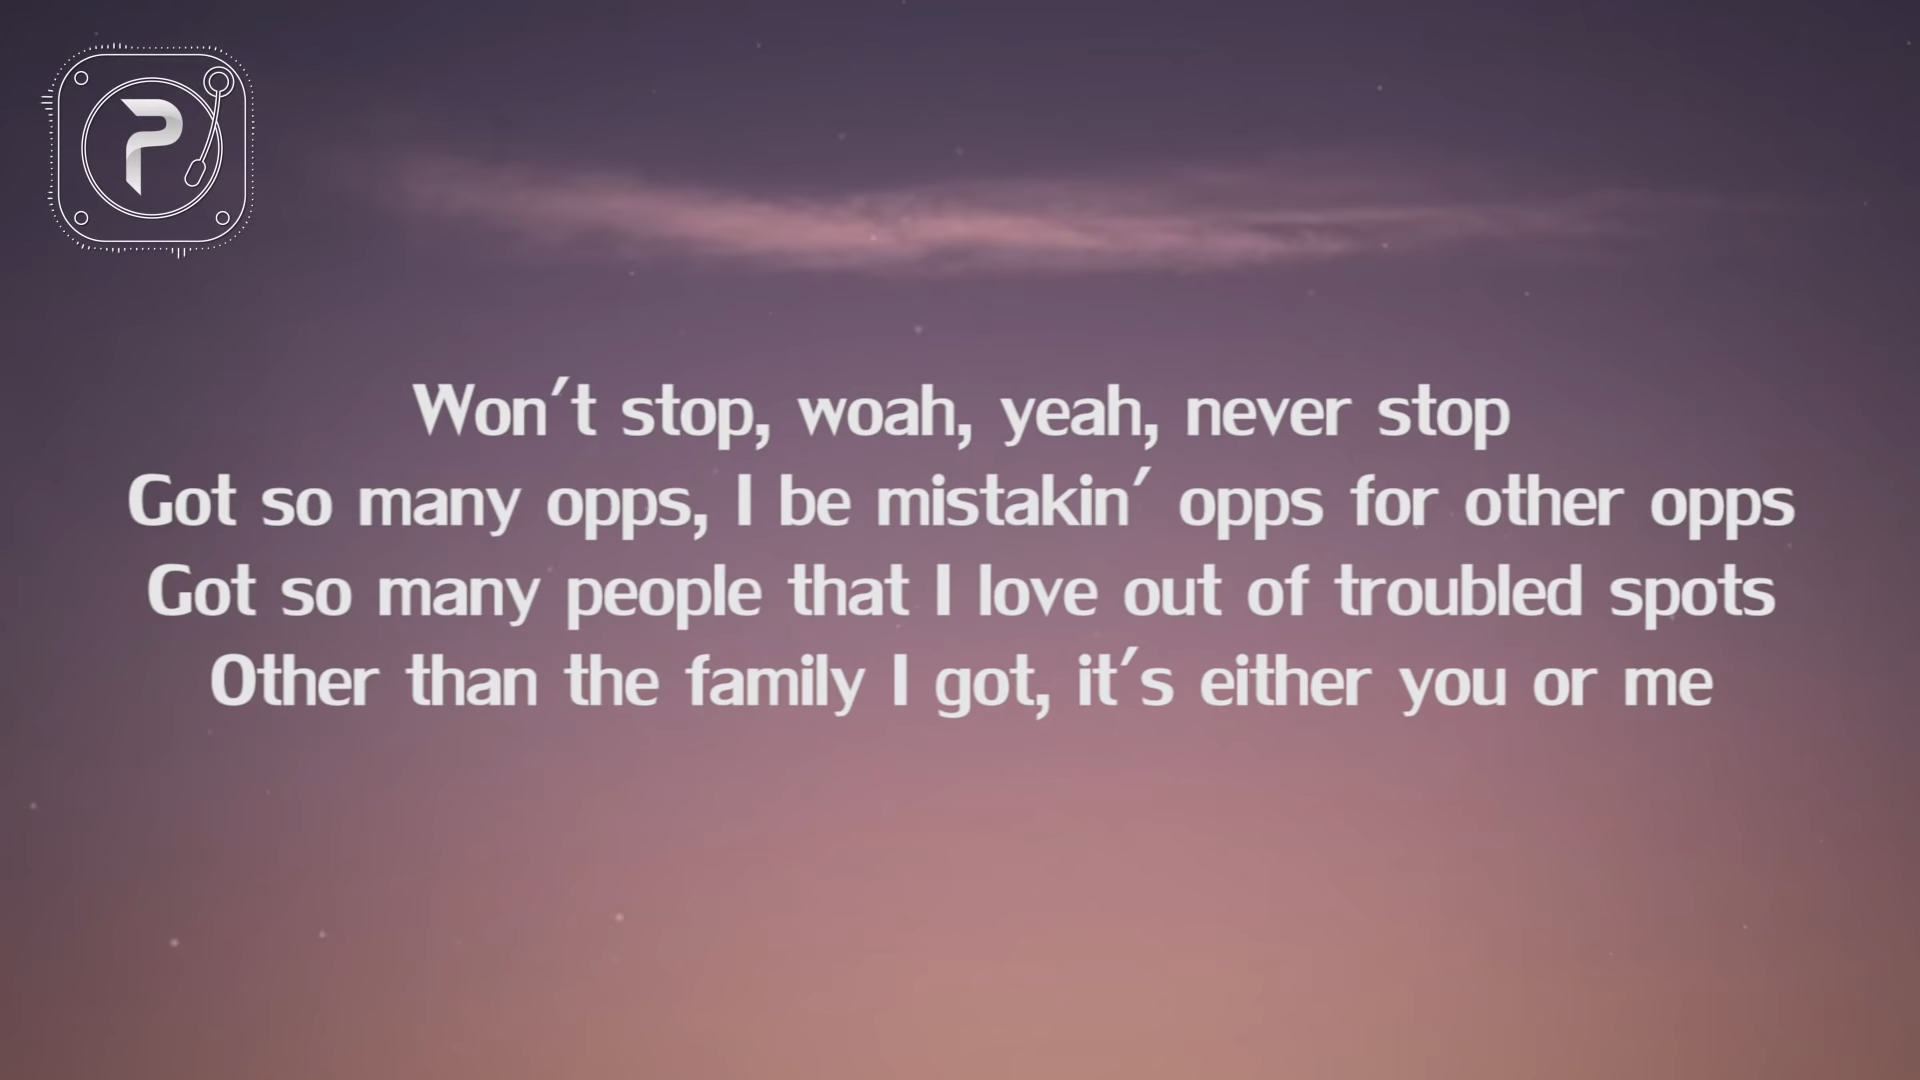 P
Won't stop, woah, yeah, never stop
Got so many opps, I be mistakin' opps for other opps
Got so many people that I love out of troubled spots
Other than the family I got, it's either you or me